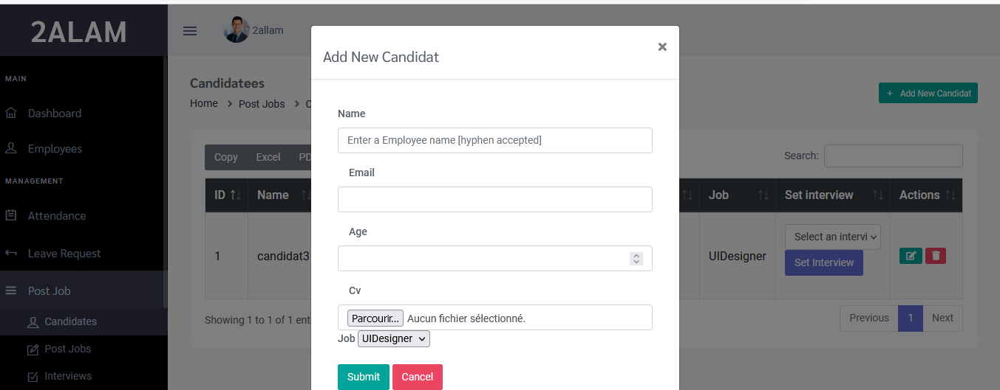 2ALAM
2allam
MAIN
Dashboard
Employees
MANAGEMENT
Attendance
Leave Request
Post Job
Candidates
Post Jobs
Interviews
Candidatees
Home > Post Jobs > C
+ Add New Candidat
Copy Excel PD
Search:
ID Name Job Set interview Actions
1 candidat3 UIDesigner Select an intervi
Set Interview
Showing 1 to 1 of 1 ent
Previous 1 Next
Add New Candidat ×
Name
Enter a Employee name [hyphen accepted]
Email
Age
Cv
Parcourir... Aucun fichier sélectionné.
Job UIDesigner
Submit Cancel